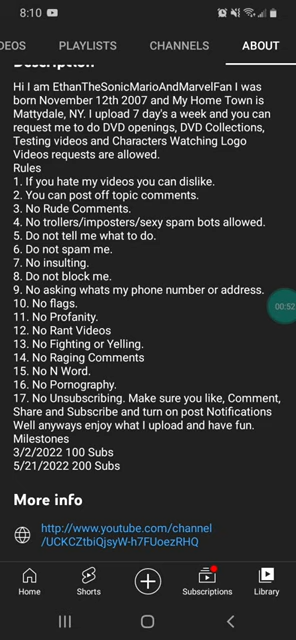 8:10
DEOS PLAYLISTS CHANNELS ABOUT
Description
Hi I am EthanTheSonicMarioAndMarvelFan I was
born November 12th 2007 and My Home Town is
Mattydale, NY. I upload 7 day's a week and you can
request me to do DVD openings, DVD Collections,
Testing videos and Characters Watching Logo
Videos requests are allowed.
Rules
1. If you hate my videos you can dislike.
2. You can post off topic comments.
3. No Rude Comments.
4. No trollers/imposters/sexy spam bots allowed.
5. Do not tell me what to do.
6. Do not spam me.
7. No insulting.
8. Do not block me.
9. No asking whats my phone number or address.
10. No flags.
11. No Profanity.
12. No Rant Videos
13. No Fighting or Yelling.
14. No Raging Comments
15. No N Word.
16. No Pornography.
17. No Unsubscribing. Make sure you like, Comment,
Share and Subscribe and turn on post Notifications
Well anyways enjoy what I upload and have fun.
Milestones
3/2/2022 100 Subs
5/21/2022 200 Subs
00:52
More info
http://www.youtube.com/channel
/UCKCZtbiQjsyW-h7FUoezRHQ
Home Shorts Subscriptions Library